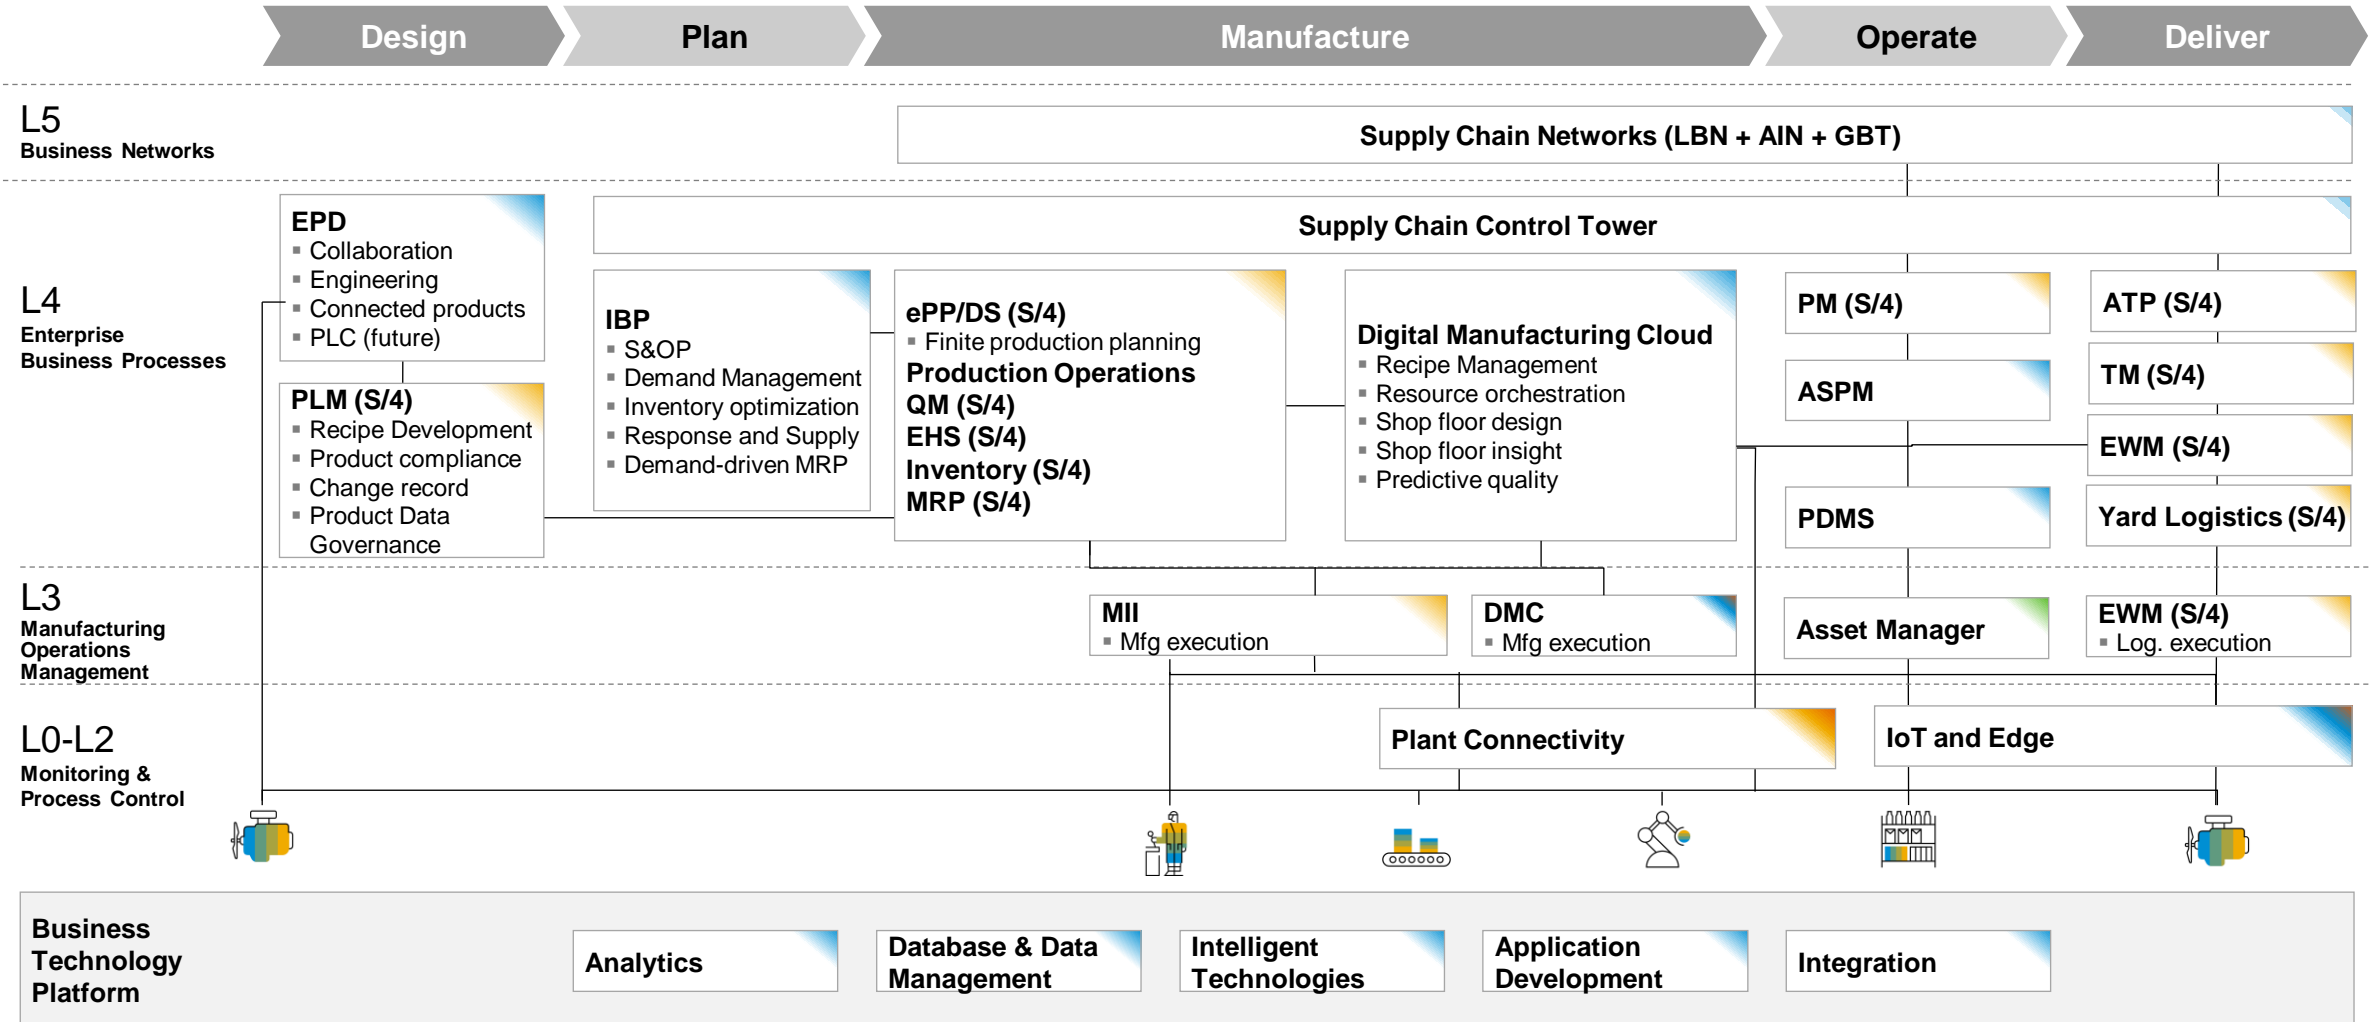 Design
Plan
Manufacture
Operate
Deliver
L5
Business Networks
Supply Chain Networks (LBN + AIN + GBT)
L4
Enterprise
Business Processes
EPD
Collaboration
Engineering
Connected products
PLC (future)
PLM (S/4)
Recipe Development
Product compliance
Change record
Product Data
Governance
Supply Chain Control Tower
IBP
S&OP
Demand Management
Inventory optimization
Response and Supply
Demand-driven MRP
ePP/DS (S/4)
Finite production planning
Production Operations
QM (S/4)
EHS (S/4)
Inventory (S/4)
MRP (S/4)
Digital Manufacturing Cloud
Recipe Management
Resource orchestration
Shop floor design
Shop floor insight
Predictive quality
PM (S/4)
ASPM
PDMS
ATP (S/4)
TM (S/4)
EWM (S/4)
Yard Logistics (S/4)
L3
Manufacturing
Operations
Management
MII
Mfg execution
DMC
Mfg execution
Asset Manager
EWM (S/4)
Log. execution
L0-L2
Monitoring &
Process Control
Plant Connectivity
IoT and Edge
Business
Technology
Platform
Analytics
Database & Data
Management
Intelligent
Technologies
Application
Development
Integration